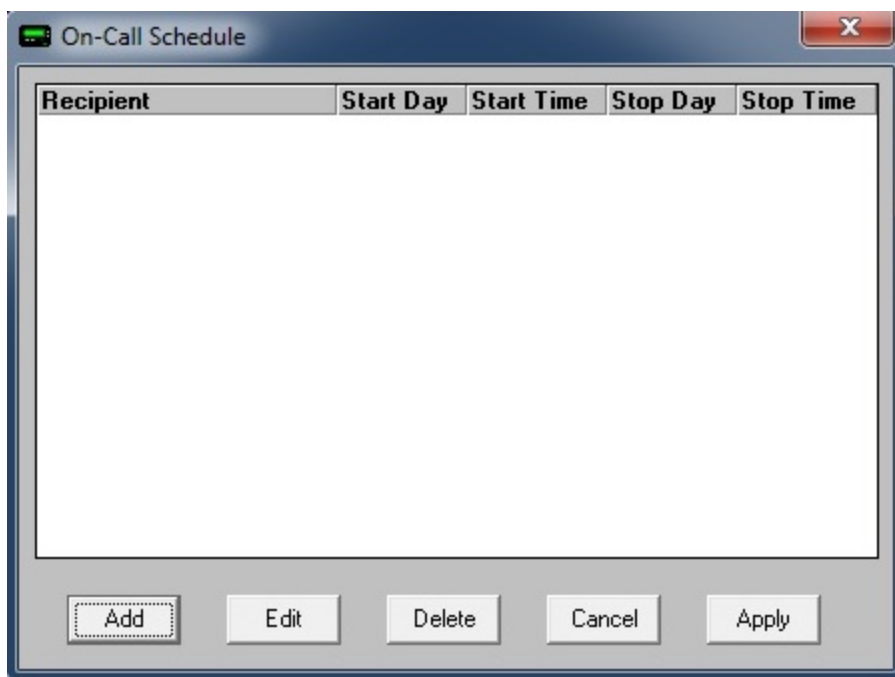 On-Call Schedule
Recipient Start Day Start Time Stop Day Stop Time
Add Edit Delete Cancel Apply